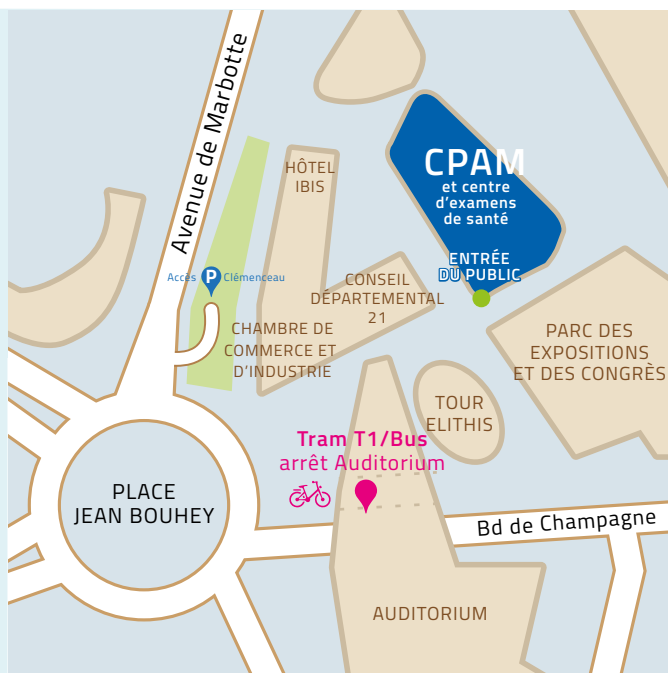 Avenue de Marbotte
HÔTEL
IBIS
CPAM
et centre
d'examens
de santé
ENTRÉE
DU PUBLIC
Accès P Clémenceau
CONSEIL
DÉPARTEMENTAL
21
CHAMBRE DE
COMMERCE ET
D'INDUSTRIE
PARC DES
EXPOSITIONS
ET DES CONGRÈS
TOUR
ELITHIS
Tram T1/Bus
arrêt Auditorium
PLACE
JEAN BOUHEY
Bd de Champagne
AUDITORIUM